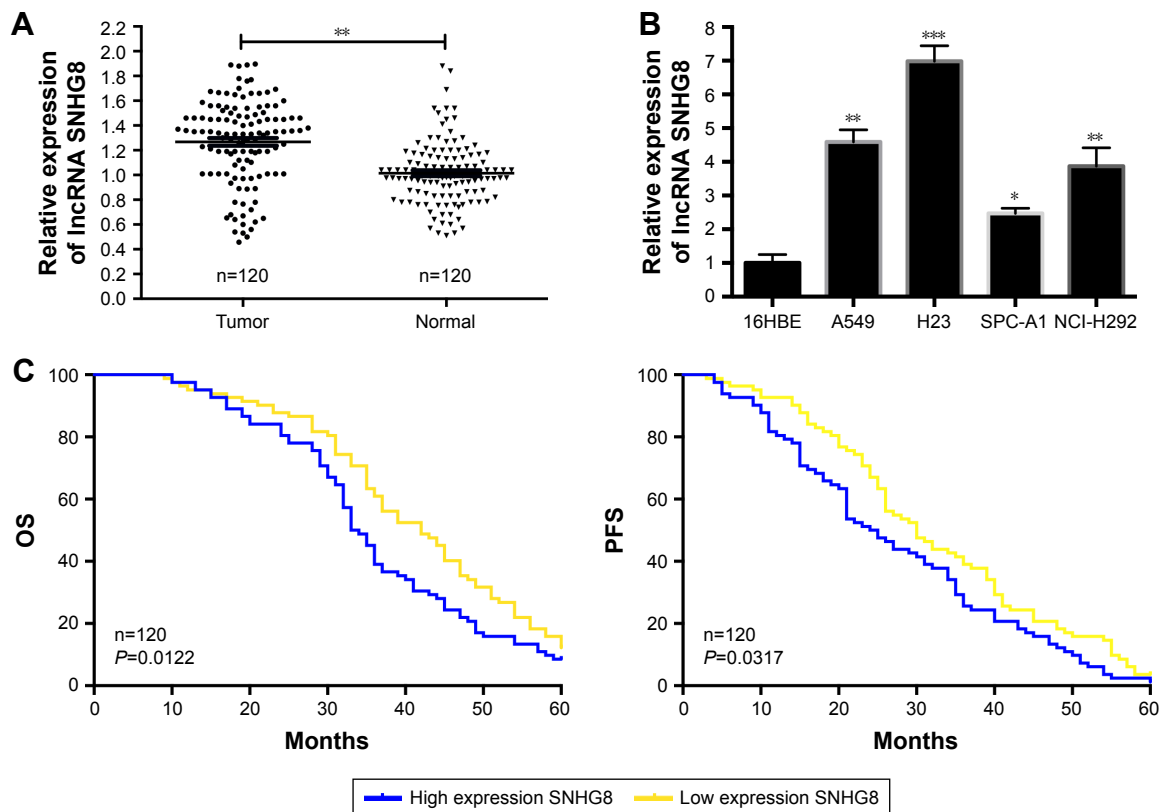 A
Relative expression
of lncRNA SNHG8
2.2
2.0
1.8
1.6
1.4
1.2
1.0
0.8
0.6
0.4
0.2
0.0
**
n=120
n=120
Tumor
Normal
B
Relative expression
of lncRNA SNHG8
8
7
6
5
4
3
2
1
0
**
***
*
**
16HBE
A549
H23
SPC-A1
NCI-H292
C
OS
100
80
60
40
20
0
n=120
P=0.0122
0
10
20
30
40
50
60
Months
PFS
100
80
60
40
20
0
n=120
P=0.0317
0
10
20
30
40
50
60
Months
High expression SNHG8
Low expression SNHG8